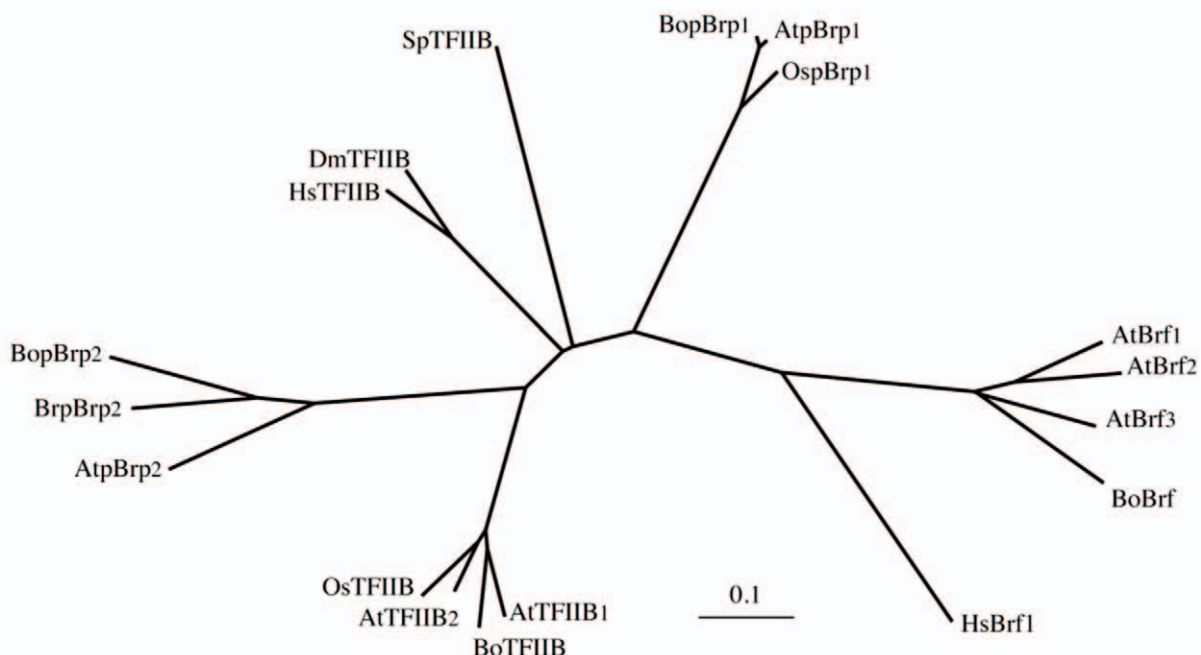 BopBrp1
AtpBrp1
SpTFIIB
OspBrp1
DmTFIIB
HsTFIIB
BopBrp2
AtBrf1
AtBrf2
BrpBrp2
AtBrf3
AtpBrp2
BoBrf
OsTFIIB
AtTFIIB2
AtTFIIB1
BoTFIIB
0.1
HsBrf1